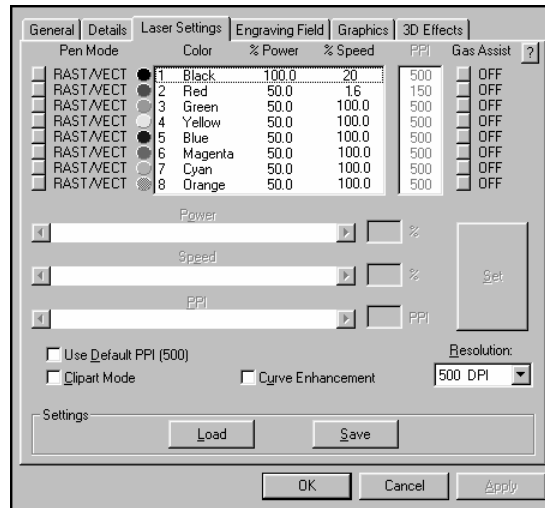 General Details Laser Settings Engraving Field Graphics 3D Effects
Pen Mode Color % Power % Speed PPI Gas Assist ?
RAST/VECT 1 Black 100.0 20 500 OFF
RAST/VECT 2 Red 50.0 1.6 150 OFF
RAST/VECT 3 Green 50.0 100.0 500 OFF
RAST/VECT 4 Yellow 50.0 100.0 500 OFF
RAST/VECT 5 Blue 50.0 100.0 500 OFF
RAST/VECT 6 Magenta 50.0 100.0 500 OFF
RAST/VECT 7 Cyan 50.0 100.0 500 OFF
RAST/VECT 8 Orange 50.0 100.0 500 OFF
Power
%
Speed
% Set
PPI
PPI
Use Default PPI (500) Resolution:
Clipart Mode Curve Enhancement 500 DPI
Settings
Load Save
OK Cancel Apply